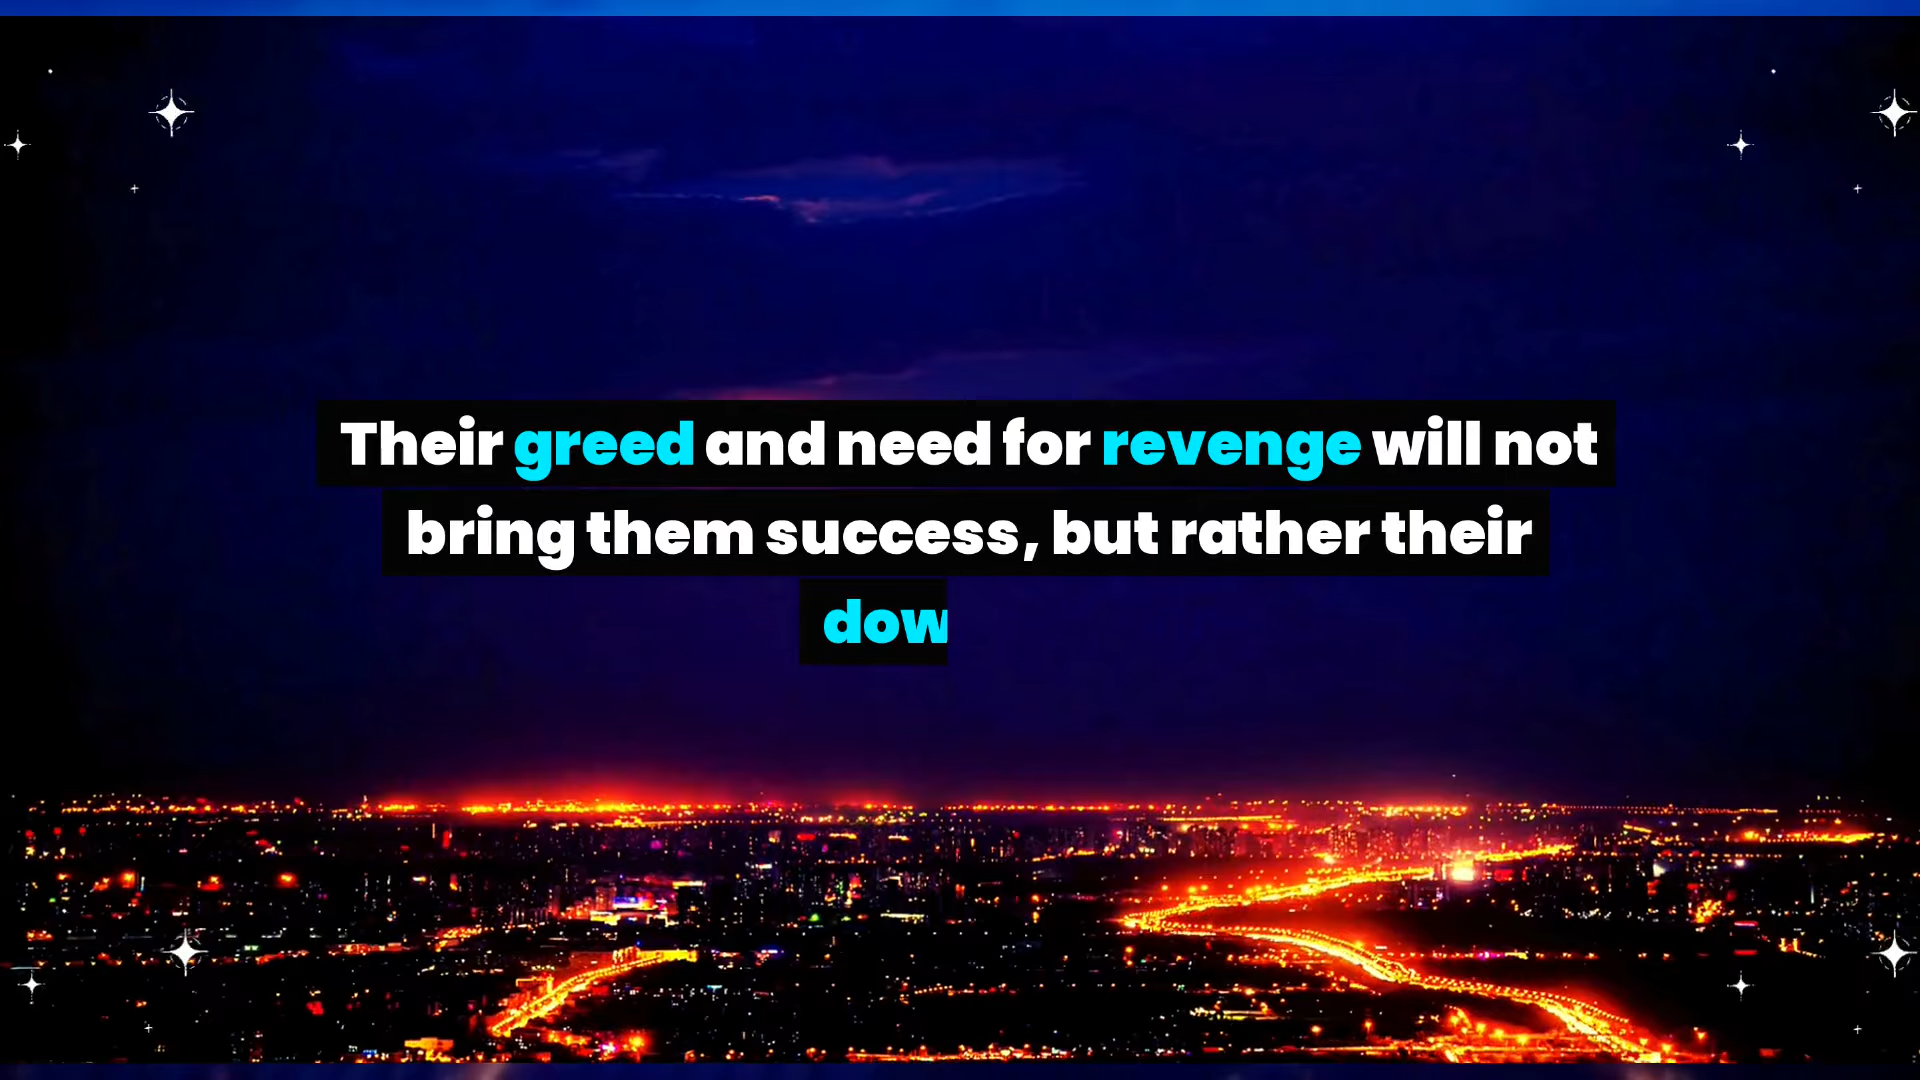 Their greed and need for revenge will not
bring them success, but rather their
dow